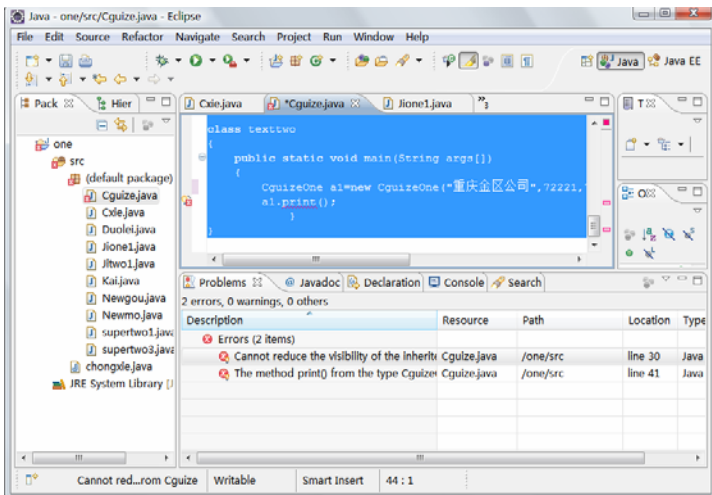 Java - one/src/Cguize.java - Eclipse
File Edit Source Refactor Navigate Search Project Run Window Help
Java Java EE
Pack Hier
Cxie.java *Cguize.java Jione1.java 3
T
one
src
(default package)
Cguize.java
Cxie.java
Duolei.java
Jione1.java
Jitwo1.java
Kai.java
Newgou.java
Newmo.java
supertwo1.java
supertwo3.java
chongxie.java
JRE System Library [J
class texttwo
{
public static void main(String args[])
{
CguizeOne a1=new CguizeOne("重庆金区公司",72221,
a1.print();
}
}
O
Problems @ Javadoc Declaration Console Search
2 errors, 0 warnings, 0 others
Description Resource Path Location Type
Errors (2 items)
Cannot reduce the visibility of the inherite Cguize.java /one/src line 30 Java
The method print() from the type Cguize Cguize.java /one/src line 41 Java
Cannot red...rom Cguize Writable Smart Insert 44 : 1